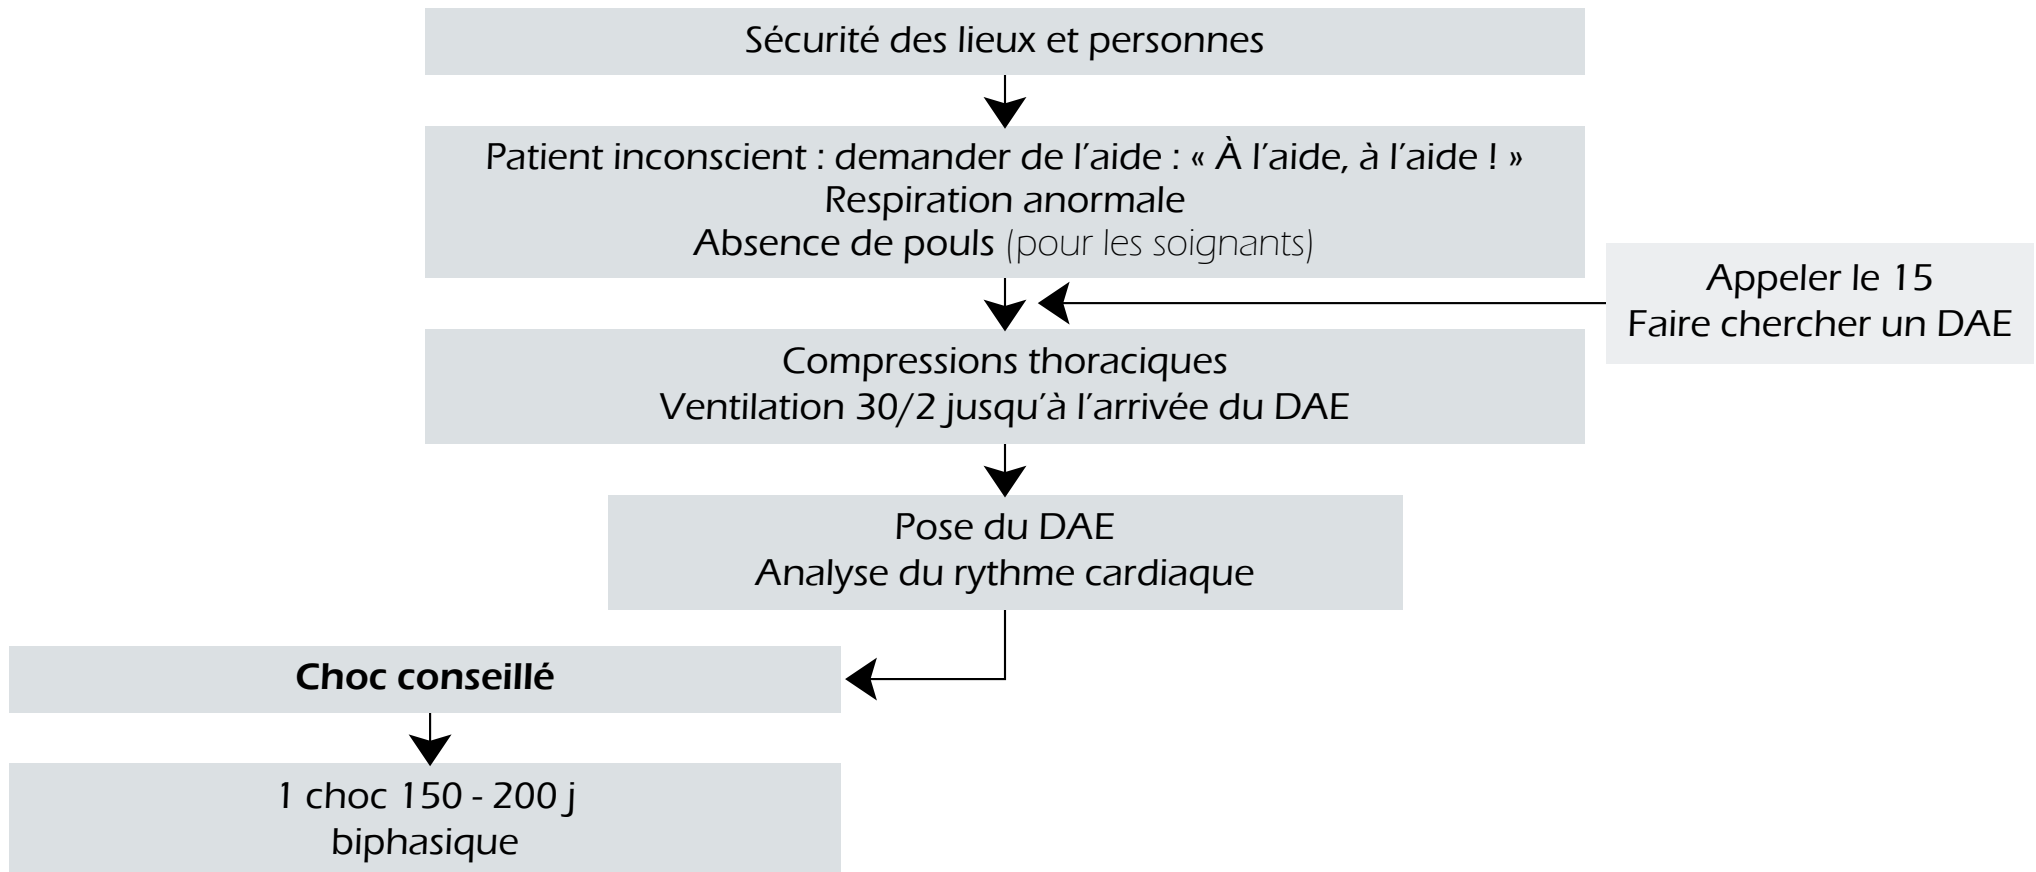 Sécurité des lieux et personnes
Patient inconscient : demander de l’aide : « À l’aide, à l’aide ! »
Respiration anormale
Absence de pouls (pour les soignants)
Appeler le 15
Faire chercher un DAE
Compressions thoraciques
Ventilation 30/2 jusqu’à l’arrivée du DAE
Pose du DAE
Analyse du rythme cardiaque
Choc conseillé
1 choc 150 - 200 j
biphasique